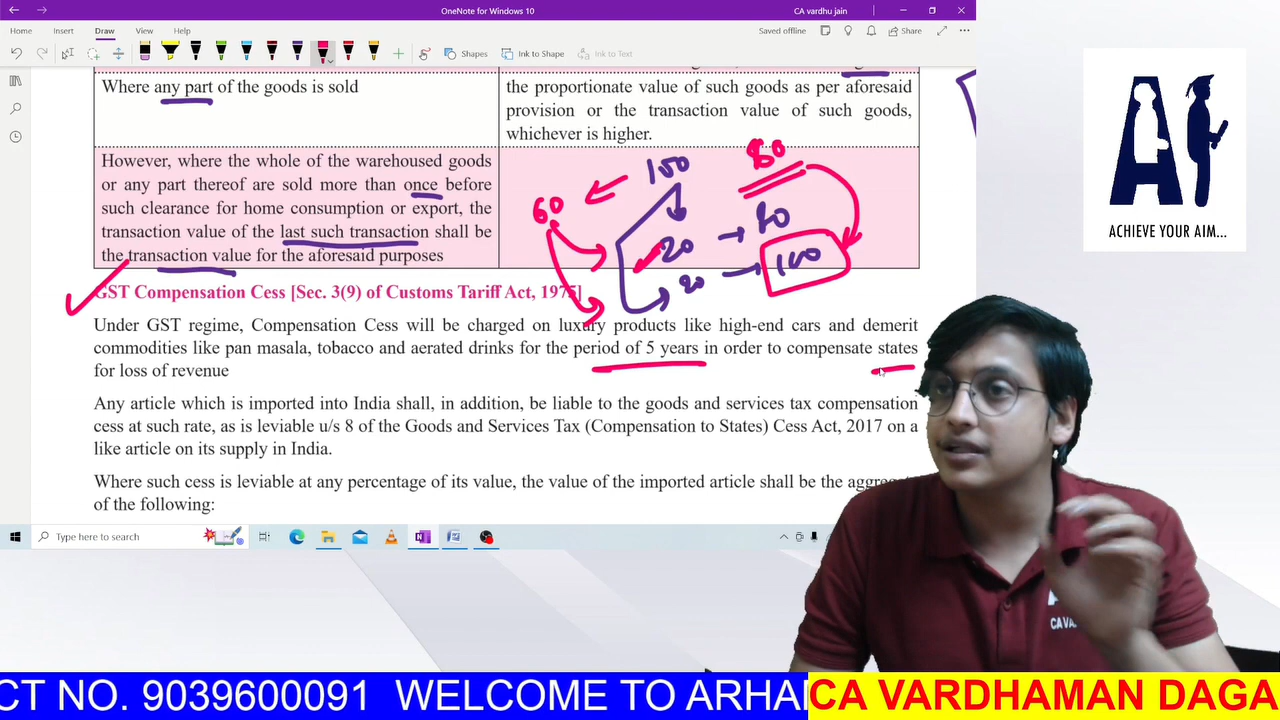 OneNote for Windows 10
CA vardhu jain
Home Insert Draw View Help
Saved offline
Share
Shapes
Ink to Shape
Ink to Text
Where any part of the goods is sold
the proportionate value of such goods as per aforesaid
provision or the transaction value of such goods,
whichever is higher.
However, where the whole of the warehoused goods
or any part thereof are sold more than once before
such clearance for home consumption or export, the
transaction value of the last such transaction shall be
the transaction value for the aforesaid purposes
100
80
60
20 → 80
20 → 100
GST Compensation Cess [Sec. 3(9) of Customs Tariff Act, 1975]
Under GST regime, Compensation Cess will be charged on luxury products like high-end cars and demerit
commodities like pan masala, tobacco and aerated drinks for the period of 5 years in order to compensate states
for loss of revenue
Any article which is imported into India shall, in addition, be liable to the goods and services tax compensation
cess at such rate, as is leviable u/s 8 of the Goods and Services Tax (Compensation to States) Cess Act, 2017 on a
like article on its supply in India.
Where such cess is leviable at any percentage of its value, the value of the imported article shall be the
of the following:
Type here to search
ACHIEVE YOUR AIM...
CA VA
CT NO. 9039600091 WELCOME TO ARHA
CA VARDHAMAN DAGA